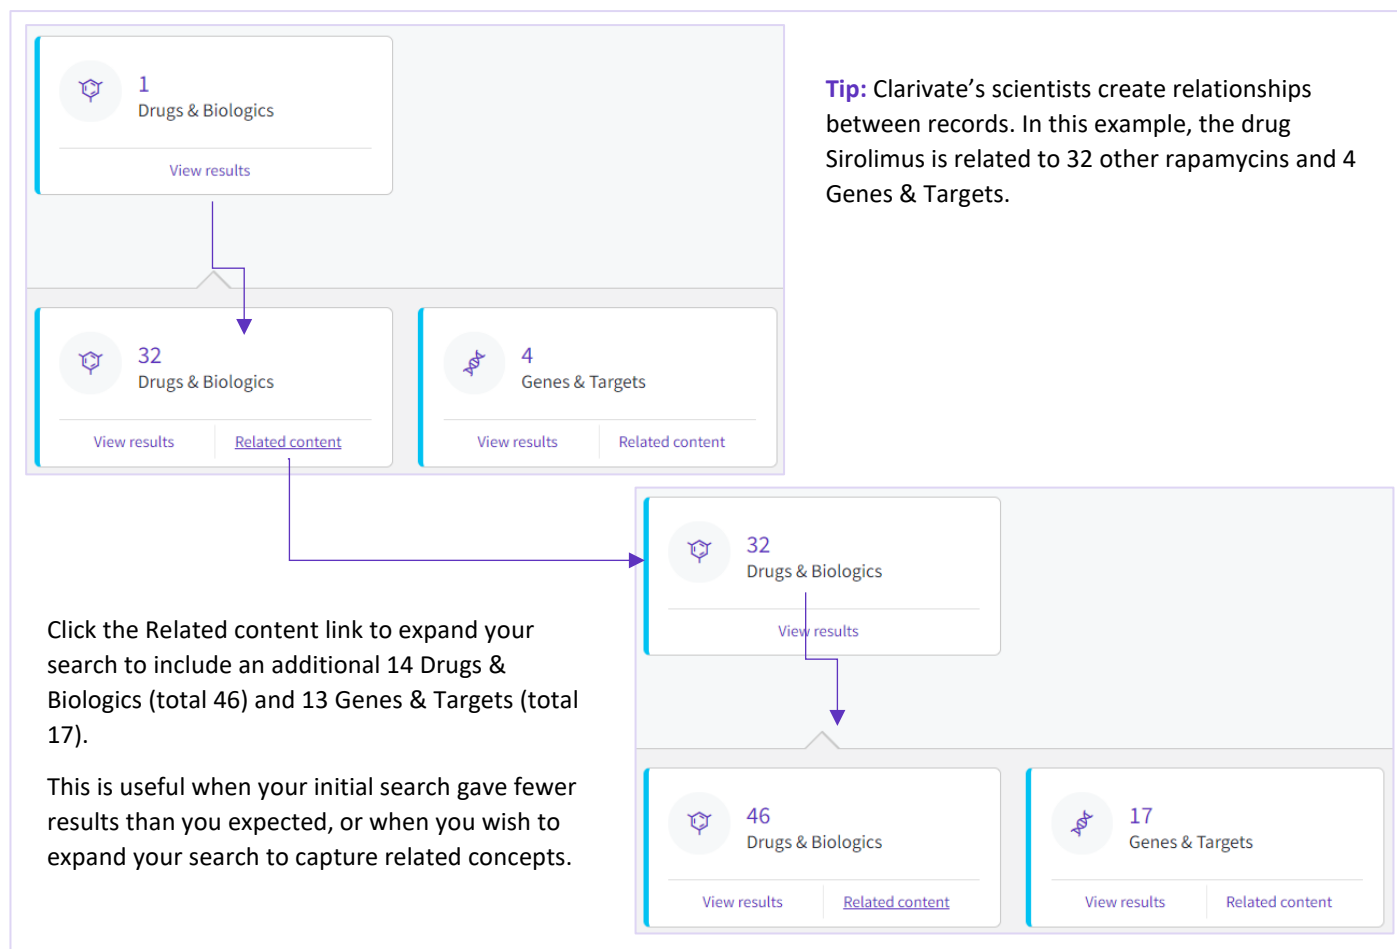 1
Drugs & Biologics
View results
Tip: Clarivate’s scientists create relationships
between records. In this example, the drug
Sirolimus is related to 32 other rapamycins and 4
Genes & Targets.
32
Drugs & Biologics
View results
Related content
4
Genes & Targets
View results
Related content
Click the Related content link to expand your
search to include an additional 14 Drugs &
Biologics (total 46) and 13 Genes & Targets (total
17).
This is useful when your initial search gave fewer
results than you expected, or when you wish to
expand your search to capture related concepts.
32
Drugs & Biologics
View results
46
Drugs & Biologics
View results
Related content
17
Genes & Targets
View results
Related content